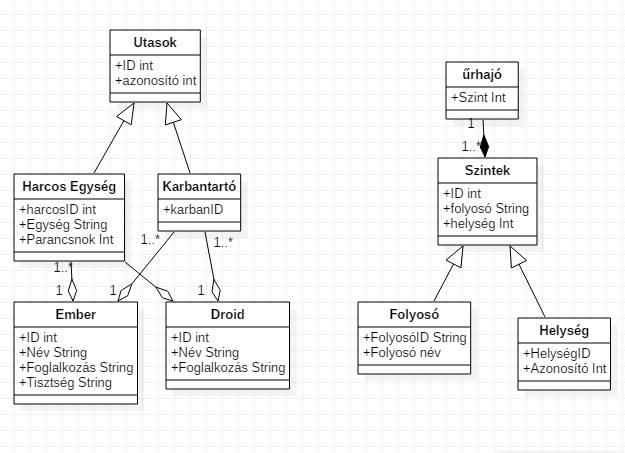 Utasok
+ID int
+azonosító int
űrhajó
+Szint Int
1
1..*
Szintek
+ID int
+folyosó String
+helység Int
Harcos Egység
+harcosID int
+Egység String
+Parancsnok Int
Karbantartó
+karbanID
1..*
1..*
1..*
1
1
1
Ember
+ID int
+Név String
+Foglalkozás String
+Tisztség String
Droid
+ID int
+Név String
+Foglalkozás String
Folyosó
+FolyosóID String
+Folyosó név
Helység
+HelységID
+Azonosító Int